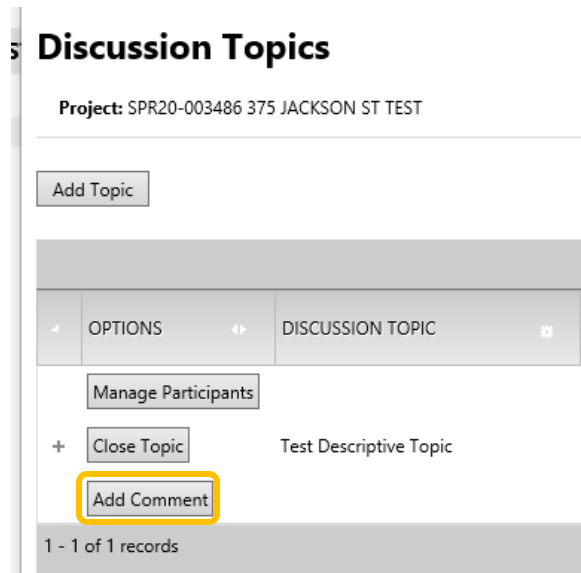 Discussion Topics
Project: SPR20-003486 375 JACKSON ST TEST
Add Topic
OPTIONS DISCUSSION TOPIC
Manage Participants
Close Topic Test Descriptive Topic
Add Comment
1 - 1 of 1 records